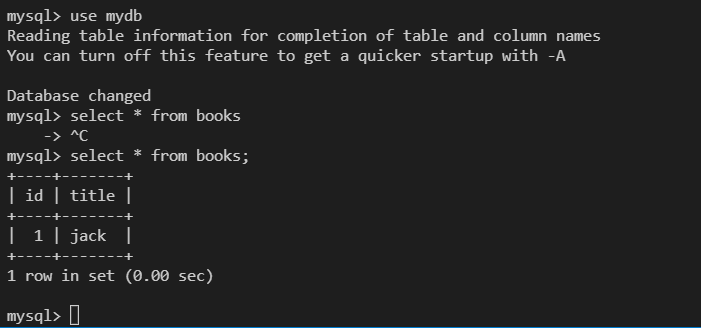 mysql> use mydb
Reading table information for completion of table and column names
You can turn off this feature to get a quicker startup with -A

Database changed
mysql> select * from books
    -> ^C
mysql> select * from books;
+----+-------+
| id | title |
+----+-------+
|  1 | jack  |
+----+-------+
1 row in set (0.00 sec)

mysql>